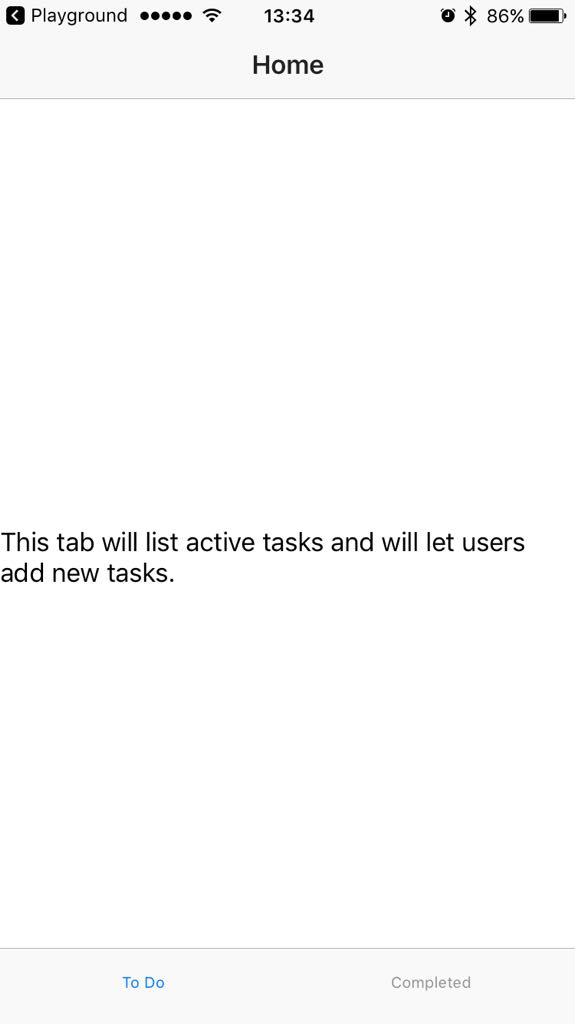 Playground 13:34 86%
Home
This tab will list active tasks and will let users
add new tasks.
To Do Completed